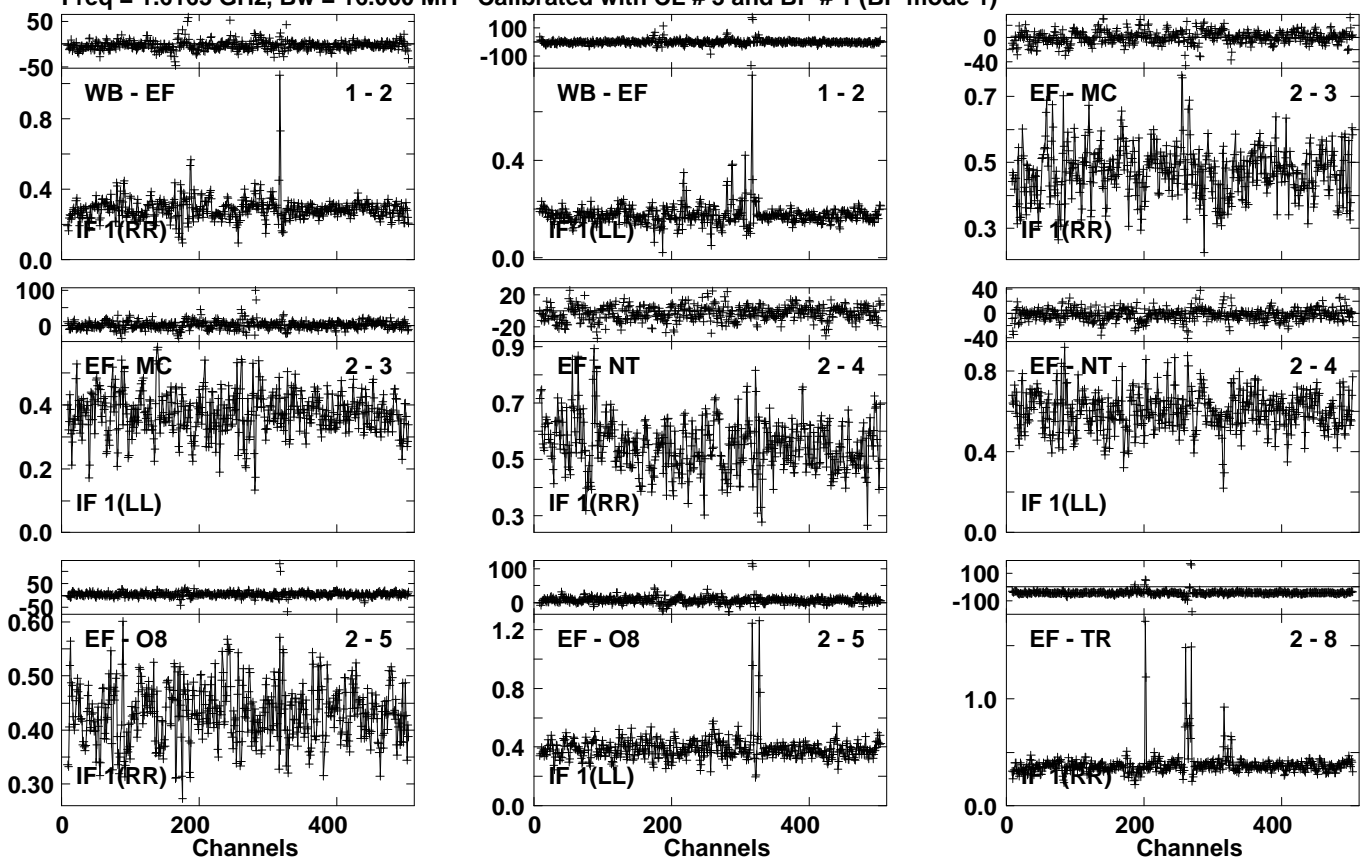 50
-50
WB - EF 1 - 2
0.8
0.4
IF 1(RR)
0.0
100
-100
WB - EF 1 - 2
0.4
IF 1(LL)
0.0
0
-40
EF - MC 2 - 3
0.7
0.5
0.3
IF 1(RR)
100
0
EF - MC 2 - 3
0.4
0.2
IF 1(LL)
0.0
20
-20
0.9
EF - NT 2 - 4
0.7
0.5
IF 1(RR)
0.3
40
0
-40
0.8
EF - NT 2 - 4
0.4
IF 1(LL)
0.0
50
-50
0.60
EF - O8 2 - 5
0.50
0.40
IF 1(RR)
0.30
0 200 400
Channels
100
0
1.2
EF - O8 2 - 5
0.8
0.4
IF 1(LL)
0.0
0 200 400
Channels
100
-100
EF - TR 2 - 8
1.0
IF 1(RR)
0.0
0 200 400
Channels